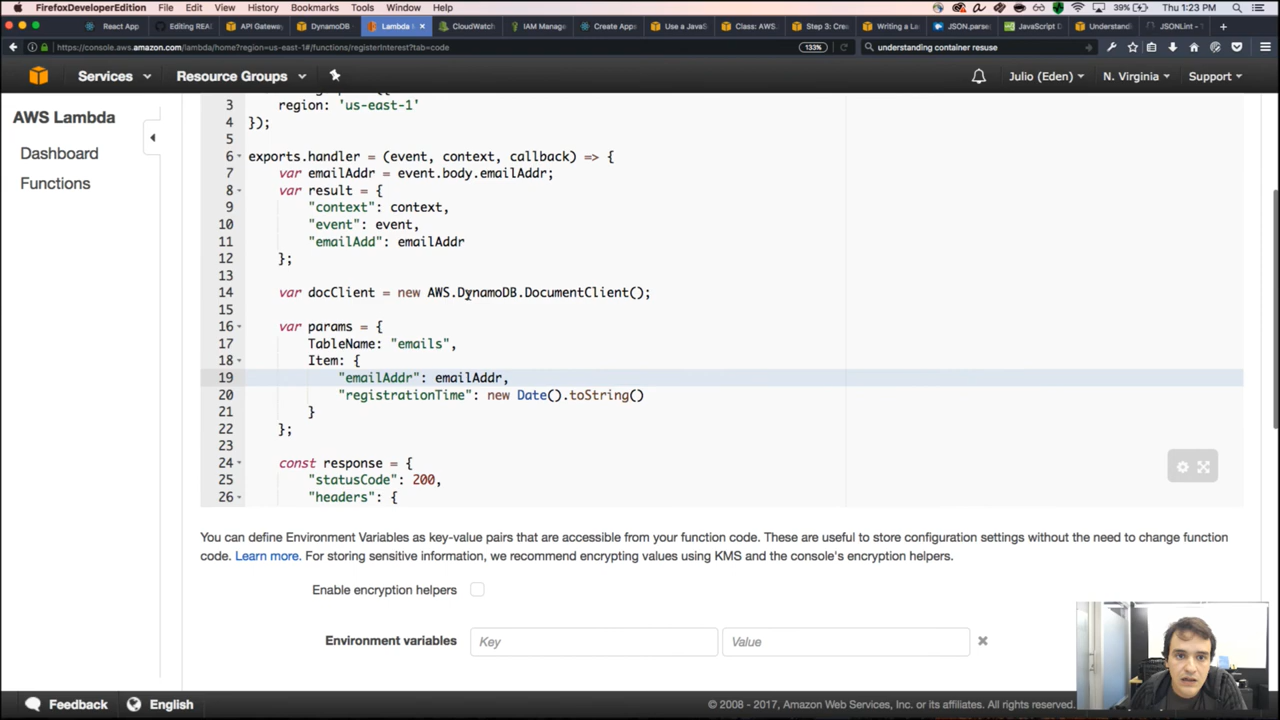 FirefoxDeveloperEdition File Edit View History Bookmarks Tools Window Help 39% Thu 1:23 PM
React App Editing REA API Gatewa DynamoDB Lambda CloudWatch IAM Manag Create Apps Use a JavaS Class: AWS. Step 3: Crea Writing a La JSON.parse JavaScript D Understand JSONLint -
https://console.aws.amazon.com/lambda/home?region=us-east-1#/functions/registerInterest?tab=code 133% understanding container resuse
Services Resource Groups Julio (Eden) N. Virginia Support
AWS Lambda
Dashboard
Functions
3 region: 'us-east-1'
4 });
5
6 exports.handler = (event, context, callback) => {
7 var emailAddr = event.body.emailAddr;
8 var result = {
9 "context": context,
10 "event": event,
11 "emailAdd": emailAddr
12 };
13
14 var docClient = new AWS.DynamoDB.DocumentClient();
15
16 var params = {
17 TableName: "emails",
18 Item: {
19 "emailAddr": emailAddr,
20 "registrationTime": new Date().toString()
21 }
22 };
23
24 const response = {
25 "statusCode": 200,
26 "headers": {
You can define Environment Variables as key-value pairs that are accessible from your function code. These are useful to store configuration settings without the need to change function
code. Learn more. For storing sensitive information, we recommend encrypting values using KMS and the console's encryption helpers.
Enable encryption helpers
Environment variables Key Value
Feedback English © 2008 - 2017, Amazon Web Services, Inc. or its affiliates. All rights reserved.